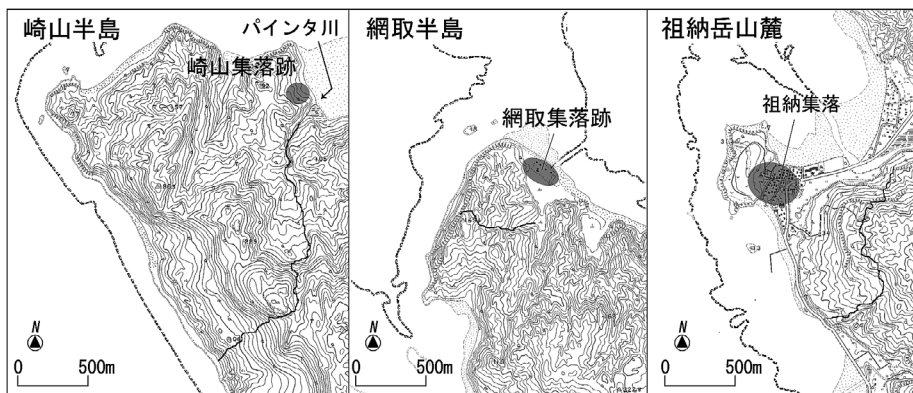 崎山半島
パインタ川
崎山集落跡
N
0 500m
網取半島
網取集落跡
N
0 500m
祖納岳山麓
祖納集落
N
0 500m